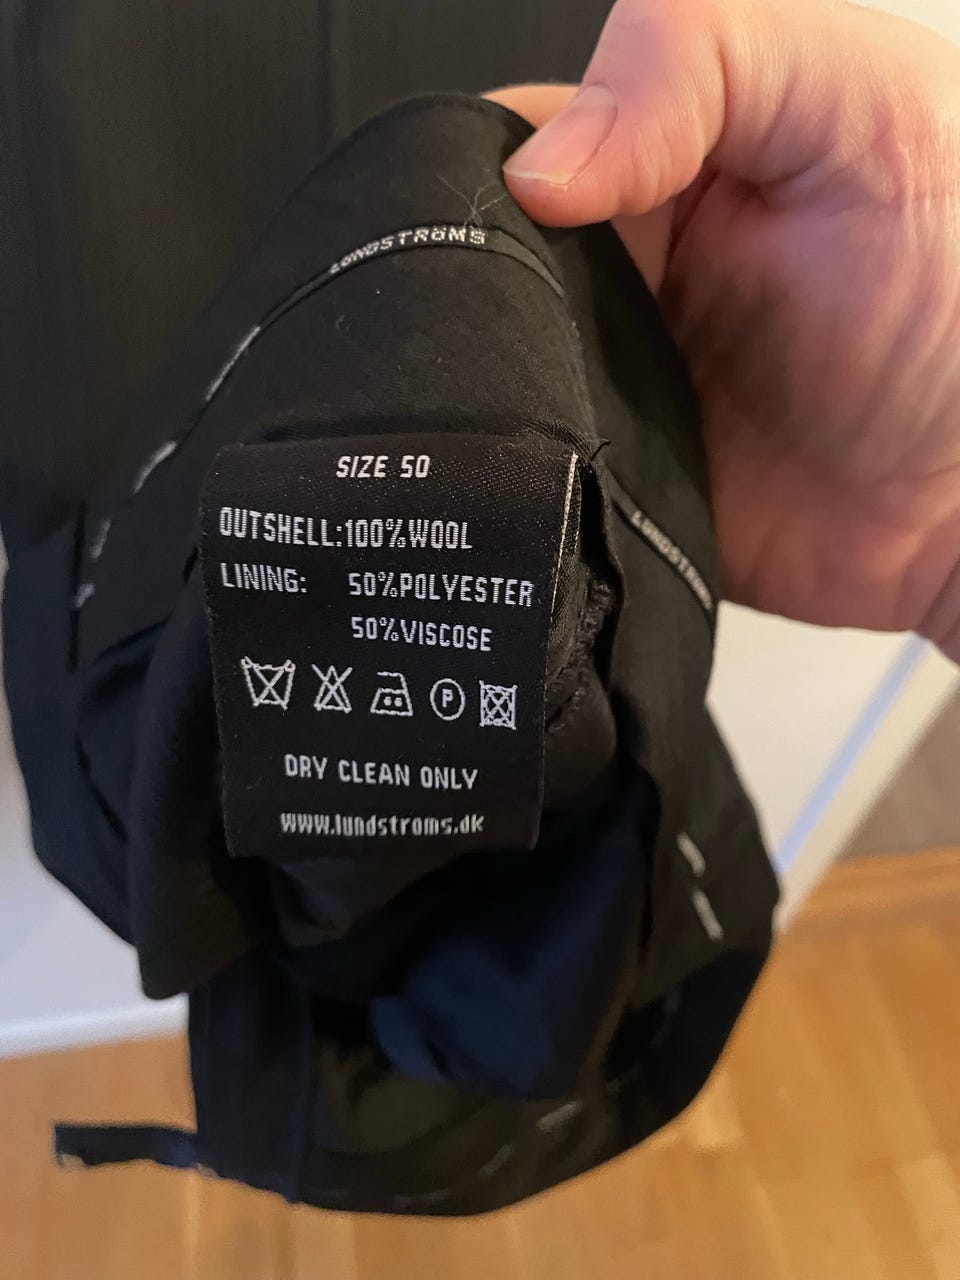 LUNDSTRØMS
SIZE 50
OUTSHELL:100%WOOL
LINING: 50%POLYESTER
50%VISCOSE
P
DRY CLEAN ONLY
www.lundstroms.dk
LUNDSTRØMS